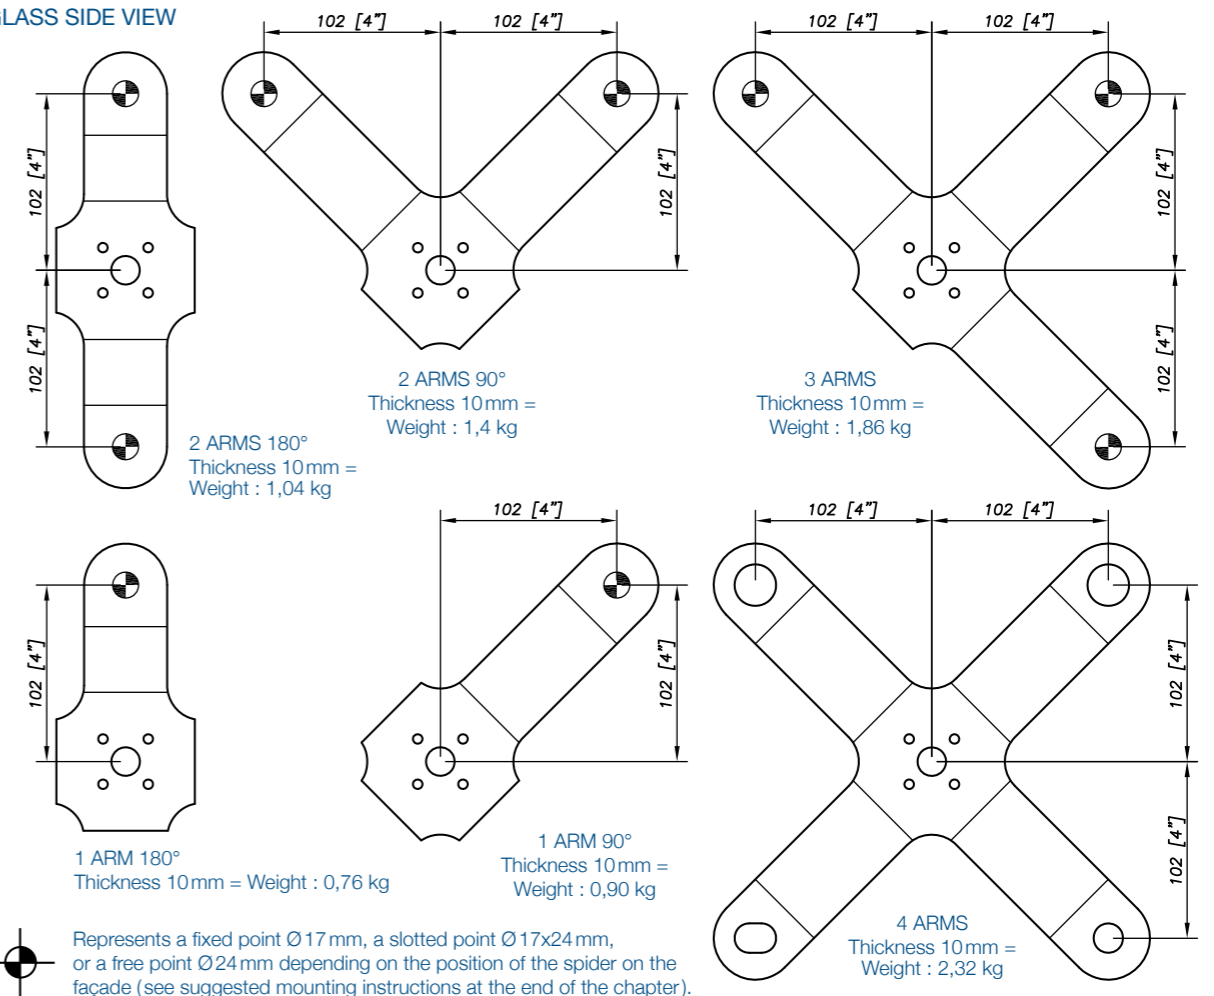 GLASS SIDE VIEW
102 [4"]
102 [4"]
102 [4"]
102 [4"]
102 [4"]
102 [4"]
102 [4"]
102 [4"]
102 [4"]
2 ARMS 180°
Thickness 10 mm =
Weight : 1,04 kg
2 ARMS 90°
Thickness 10 mm =
Weight : 1,4 kg
3 ARMS
Thickness 10 mm =
Weight : 1,86 kg
102 [4"]
102 [4"]
102 [4"]
102 [4"]
102 [4"]
102 [4"]
102 [4"]
1 ARM 180°
Thickness 10 mm = Weight : 0,76 kg
1 ARM 90°
Thickness 10 mm =
Weight : 0,90 kg
4 ARMS
Thickness 10 mm =
Weight : 2,32 kg
Represents a fixed point Ø 17 mm, a slotted point Ø 17x24 mm,
or a free point Ø 24 mm depending on the position of the spider on the
façade (see suggested mounting instructions at the end of the chapter).